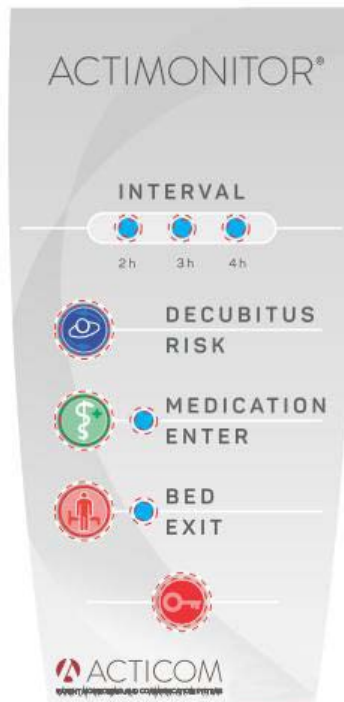 ACTIMONITOR®
INTERVAL
2h 3h 4h
DECUBITUS
RISK
MEDICATION
ENTER
BED
EXIT
ACTICOM